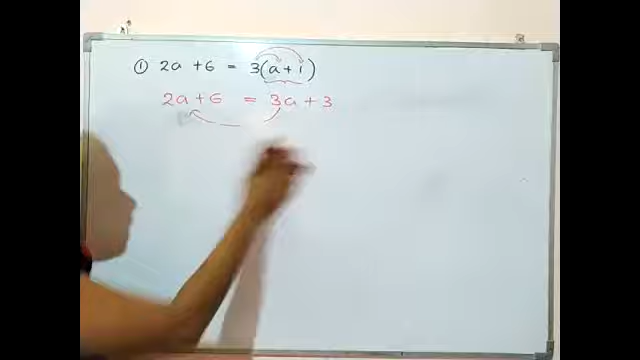 ① 2a + 6 = 3(a + 1)
2a + 6 = 3a + 3